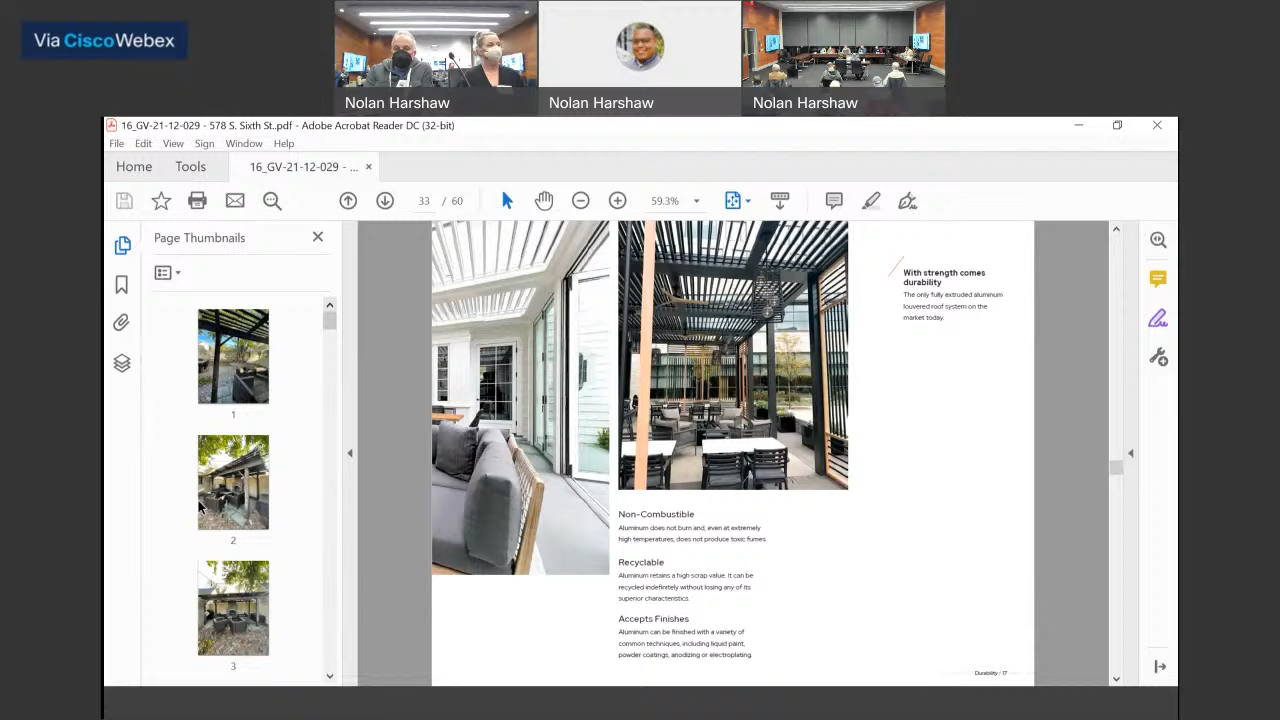 Via CiscoWebex
Nolan Harshaw
Nolan Harshaw
Nolan Harshaw
16_GV-21-12-029 - 578 S. Sixth St..pdf - Adobe Acrobat Reader DC (32-bit)
File Edit View Sign Window Help
Home Tools 16_GV-21-12-029 - ...
33 / 60 59.3%
Page Thumbnails
1
2
3
With strength comes
durability
The only fully extruded aluminum
louvered roof system on the
market today.
Non-Combustible
Aluminum does not burn and, even at extremely
high temperatures, does not produce toxic fumes.
Recyclable
Aluminum retains a high scrap value. It can be
recycled indefinitely without losing any of its
superior characteristics.
Accepts Finishes
Aluminum can be finished with a variety of
common techniques, including liquid paint,
powder coatings, anodizing or electroplating.
Durability / 17